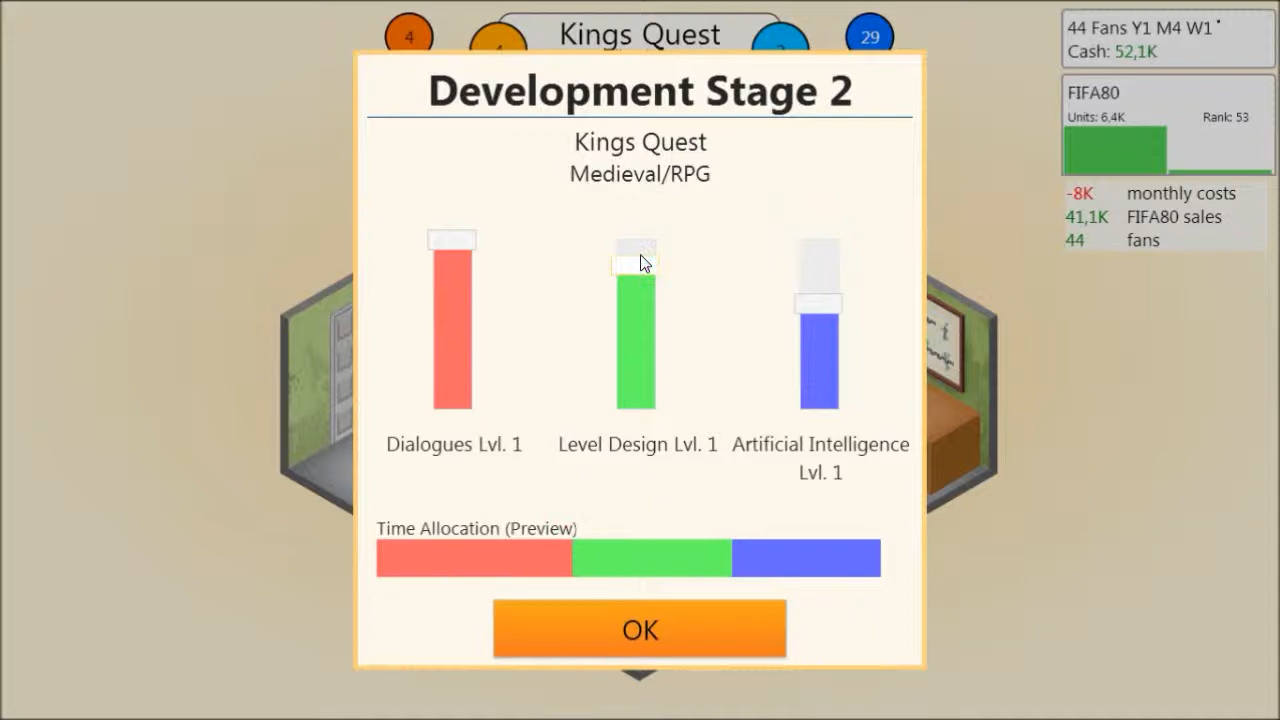 4
Kings Quest
29
44 Fans Y1 M4 W1
Cash: 52,1K
Development Stage 2
Kings Quest
Medieval/RPG
FIFA80
Units: 6,4K Rank: 53
-8K monthly costs
41,1K FIFA80 sales
44 fans
Dialogues Lvl. 1
Level Design Lvl. 1
Artificial Intelligence
Lvl. 1
Time Allocation (Preview)
OK